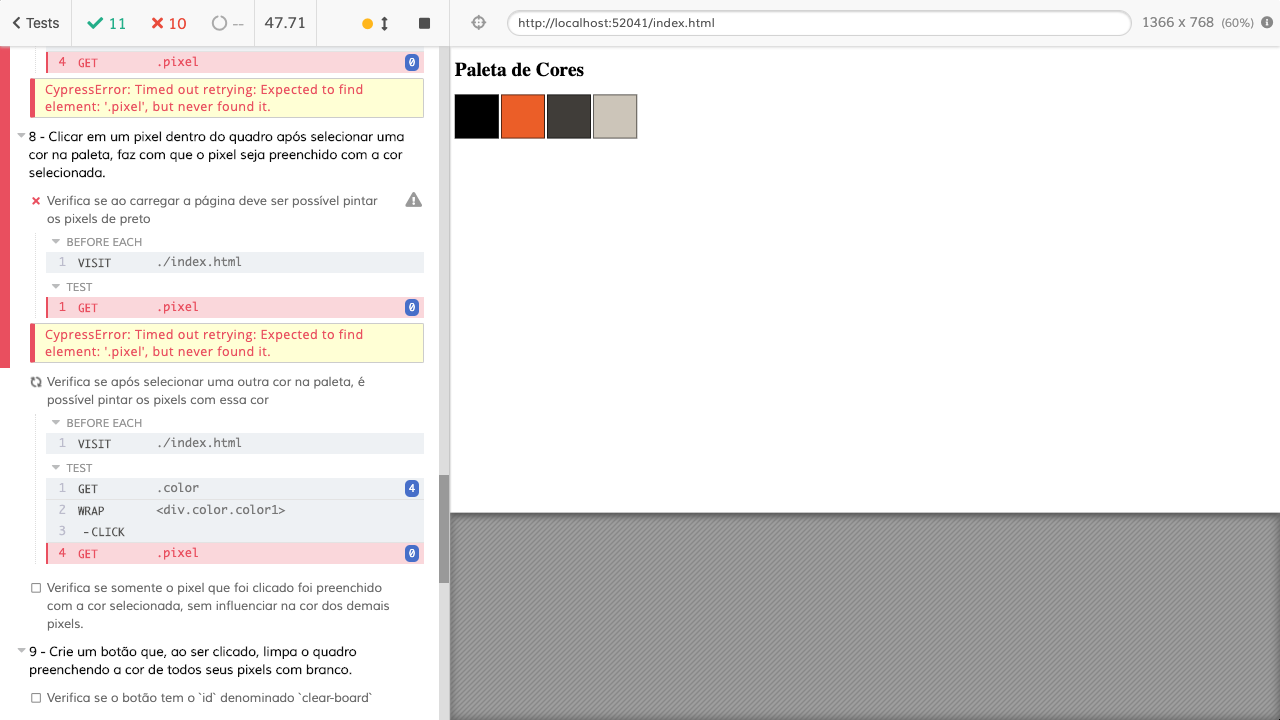 Tests 11 10 -- 47.71
http://localhost:52041/index.html 1366 x 768 (60%)
4 GET .pixel 0
CypressError: Timed out retrying: Expected to find
element: '.pixel', but never found it.
8 - Clicar em um pixel dentro do quadro após selecionar uma
cor na paleta, faz com que o pixel seja preenchido com a cor
selecionada.
Verifica se ao carregar a página deve ser possível pintar
os pixels de preto
BEFORE EACH
1 VISIT ./index.html
TEST
1 GET .pixel 0
CypressError: Timed out retrying: Expected to find
element: '.pixel', but never found it.
Verifica se após selecionar uma outra cor na paleta, é
possível pintar os pixels com essa cor
BEFORE EACH
1 VISIT ./index.html
TEST
1 GET .color 4
2 WRAP <div.color.color1>
3 -CLICK
4 GET .pixel 0
Verifica se somente o pixel que foi clicado foi preenchido
com a cor selecionada, sem influenciar na cor dos demais
pixels.
9 - Crie um botão que, ao ser clicado, limpa o quadro
preenchendo a cor de todos seus pixels com branco.
Verifica se o botão tem o `id` denominado `clear-board`
Paleta de Cores